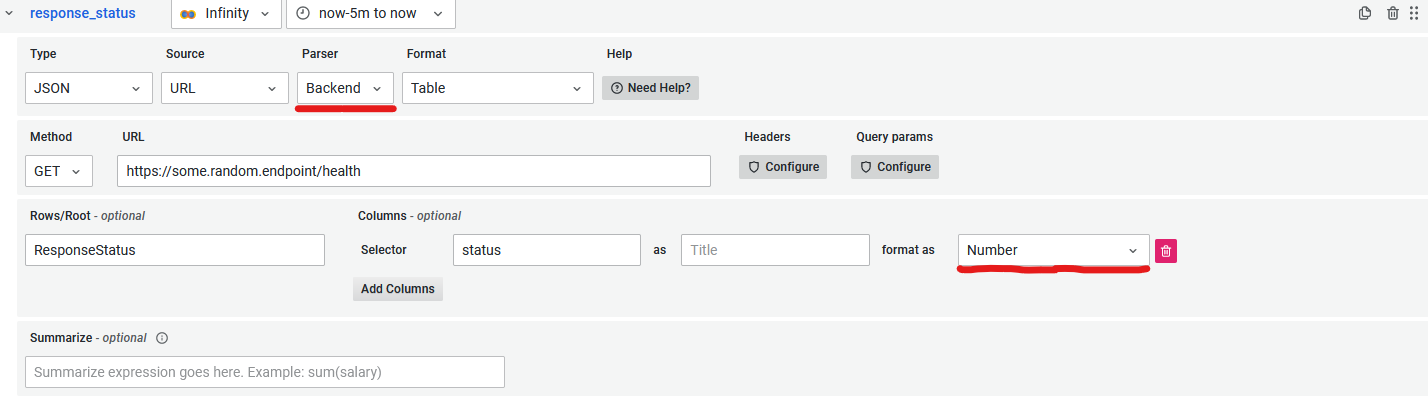 response_status Infinity now-5m to now
Type Source Parser Format Help
JSON URL Backend Table Need Help?
Method URL Headers Query params
GET https://some.random.endpoint/health Configure Configure
Rows/Root - optional Columns - optional
ResponseStatus Selector status as Title format as Number
Add Columns
Summarize - optional
Summarize expression goes here. Example: sum(salary)